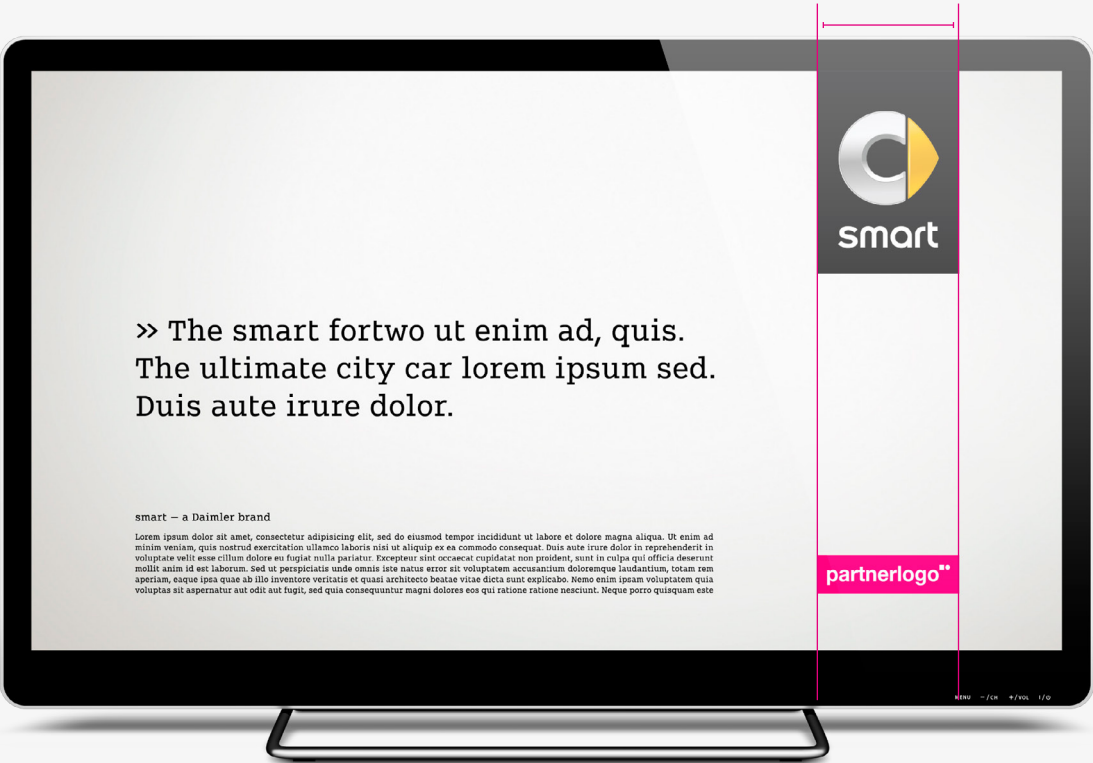 smart
>> The smart fortwo ut enim ad, quis.
The ultimate city car lorem ipsum sed.
Duis aute irure dolor.
smart – a Daimler brand
Lorem ipsum dolor sit amet, consectetur adipisicing elit, sed do eiusmod tempor incididunt ut labore et dolore magna aliqua. Ut enim ad
minim veniam, quis nostrud exercitation ullamco laboris nisi ut aliquip ex ea commodo consequat. Duis aute irure dolor in reprehenderit in
voluptate velit esse cillum dolore eu fugiat nulla pariatur. Excepteur sint occaecat cupidatat non proident, sunt in culpa qui officia deserunt
mollit anim id est laborum. Sed ut perspiciatis unde omnis iste natus error sit voluptatem accusantium doloremque laudantium, totam rem
aperiam, eaque ipsa quae ab illo inventore veritatis et quasi architecto beatae vitae dicta sunt explicabo. Nemo enim ipsam voluptatem quia
voluptas sit aspernatur aut odit aut fugit, sed quia consequuntur magni dolores eos qui ratione ratione nesciunt. Neque porro quisquam este
partnerlogo
MENU −/CH +/VOL I/⏻